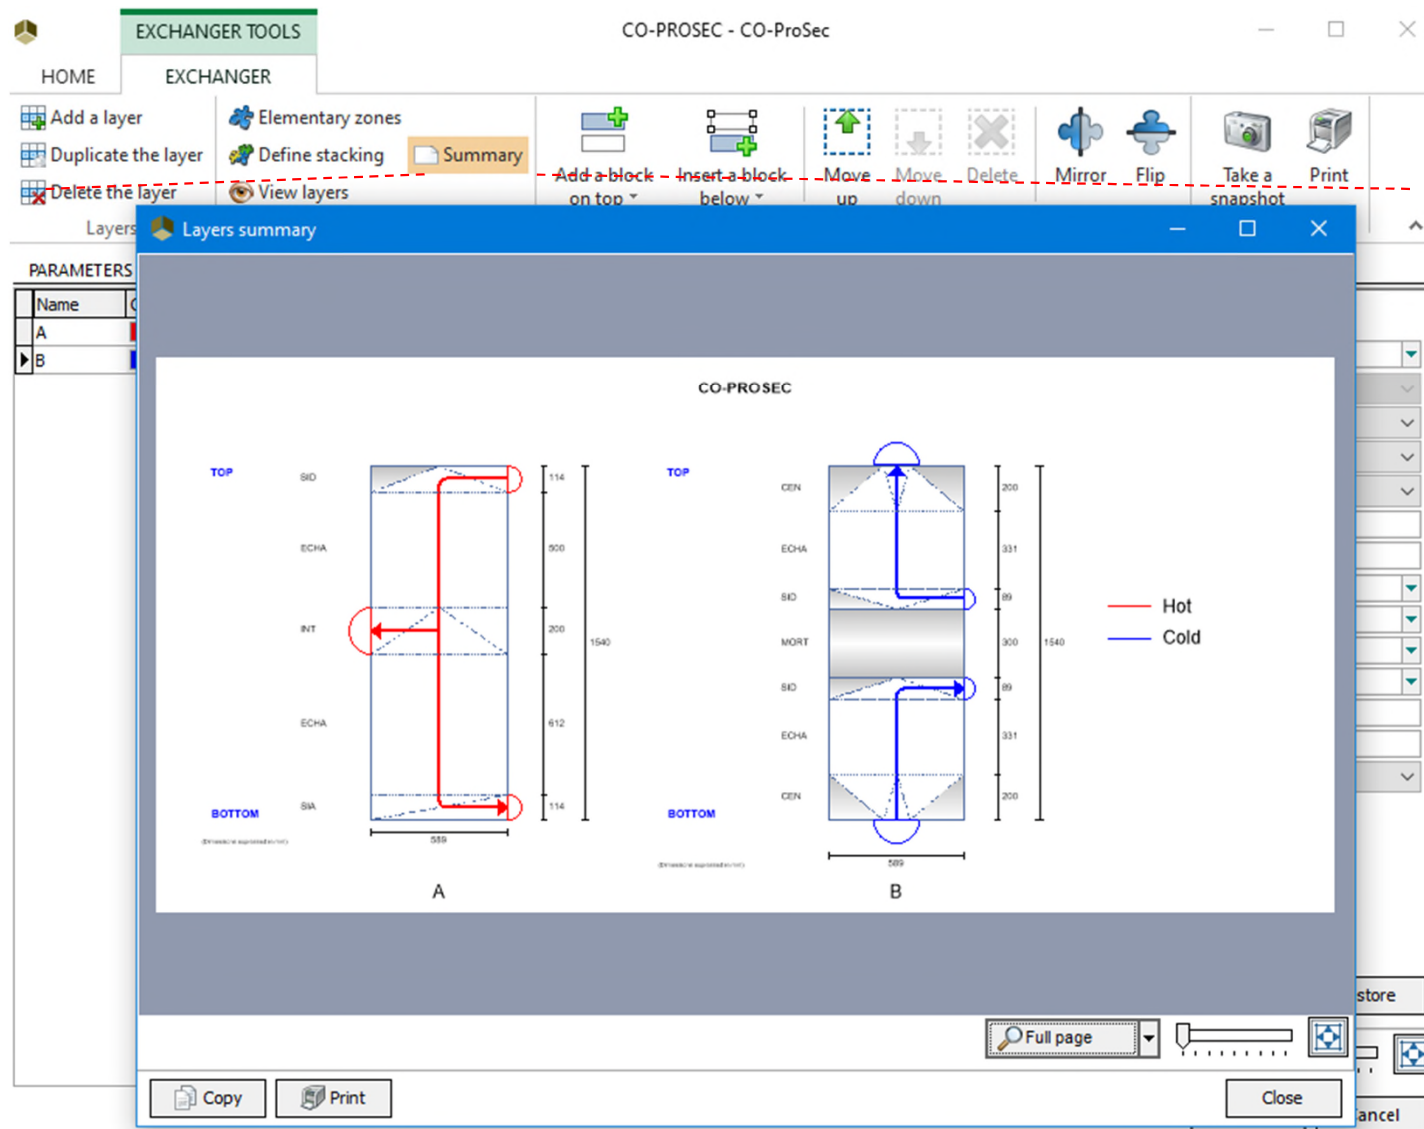 EXCHANGER TOOLS
CO-PROSEC - CO-ProSec
HOME EXCHANGER
Add a layer
Duplicate the layer
Delete the layer
Layers
Elementary zones
Define stacking
View layers
Summary
Add a block
on top
Insert a block
below
Move
up
Move
down
Delete
Mirror
Flip
Take a
snapshot
Print
Layers summary
PARAMETERS
Name
A
B
CO-PROSEC
TOP
SID
114
ECHA
500
INT
200
1540
ECHA
612
SIA
114
BOTTOM
589
A
TOP
CEN
200
ECHA
331
SID
89
MORT
300
1540
SID
89
ECHA
331
CEN
200
BOTTOM
589
B
Hot
Cold
store
Full page
Copy
Print
Close
ancel